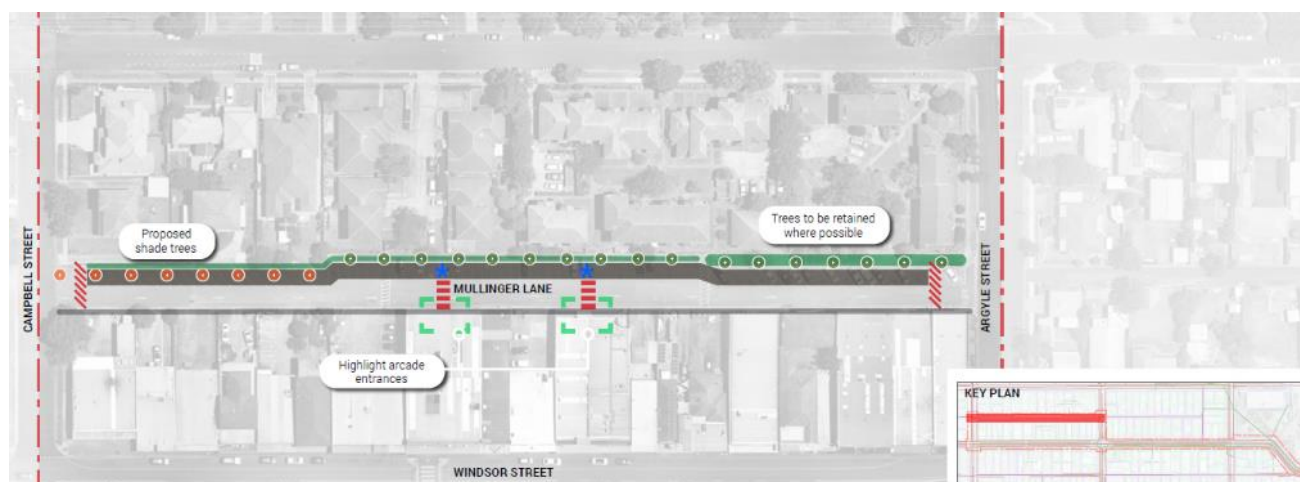 Proposed
shade trees
Trees to be retained
where possible
CAMPBELL STREET
MULLINGER LANE
ARGYLE STREET
Highlight arcade
entrances
KEY PLAN
WINDSOR STREET